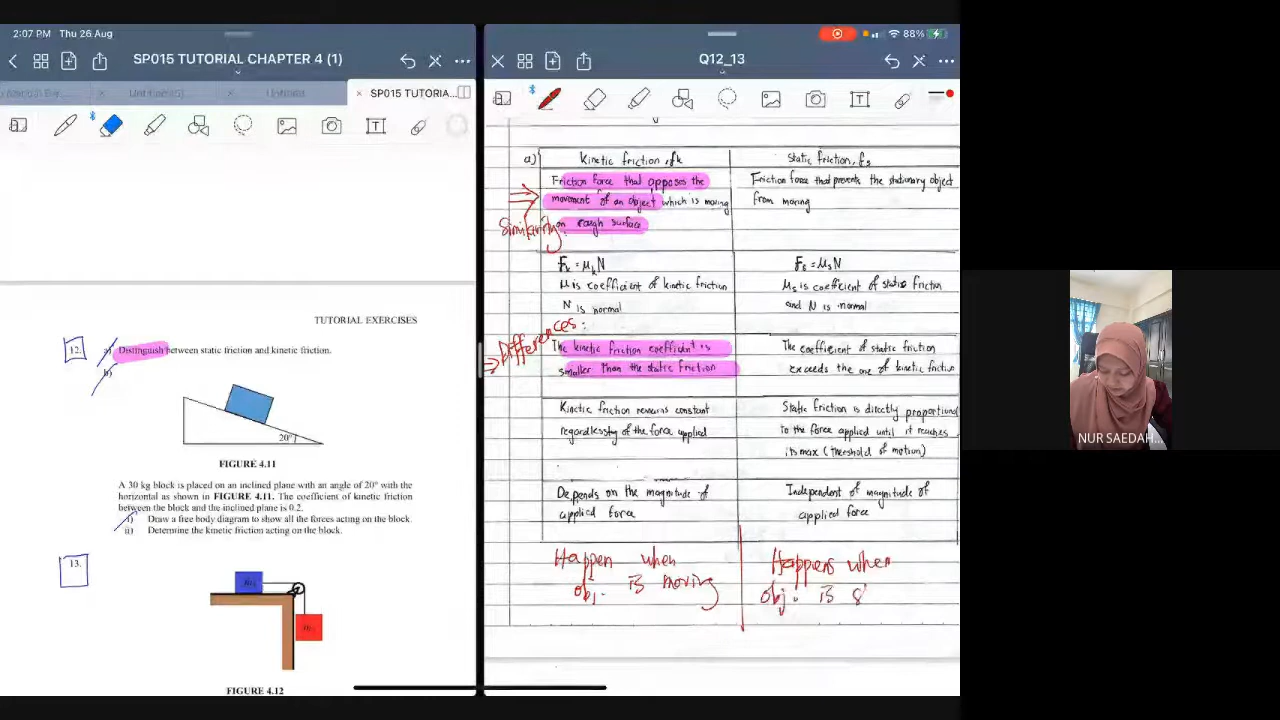 2:07 PM Thu 26 Aug
SP015 TUTORIAL CHAPTER 4 (1)
SP015 TUTORIA...
TUTORIAL EXERCISES
12. a) Distinguish between static friction and kinetic friction.
b)
20°
FIGURE 4.11
A 30 kg block is placed on an inclined plane with an angle of 20° with the
horizontal as shown in FIGURE 4.11. The coefficient of kinetic friction
between the block and the inclined plane is 0.2.
i) Draw a free body diagram to show all the forces acting on the block.
ii) Determine the kinetic friction acting on the block.
13.
FIGURE 4.12
88%
Q12_13
a) Kinetic friction, fk
Static friction, fs
Friction force that opposes the
movement of an object which is moving
on rough surface
Friction force that prevents the stationary object
from moving
Similarity
Fk = μkN
μ is coefficient of kinetic friction
N is normal
Fs = μsN
μs is coefficient of static friction
and N is normal
Differences:
The kinetic friction coefficient is
smaller than the static friction
The coefficient of static friction
exceeds the one of kinetic friction
Kinetic friction remains constant
regardlessty of the force applied
Static friction is directly proportional
to the force applied until it reaches
its max (threshold of motion)
Depends on the magnitude of
applied force
Independent of magnitude of
applied force
Happen when
obj. is moving
Happens when
obj. is
NUR SAEDAH...